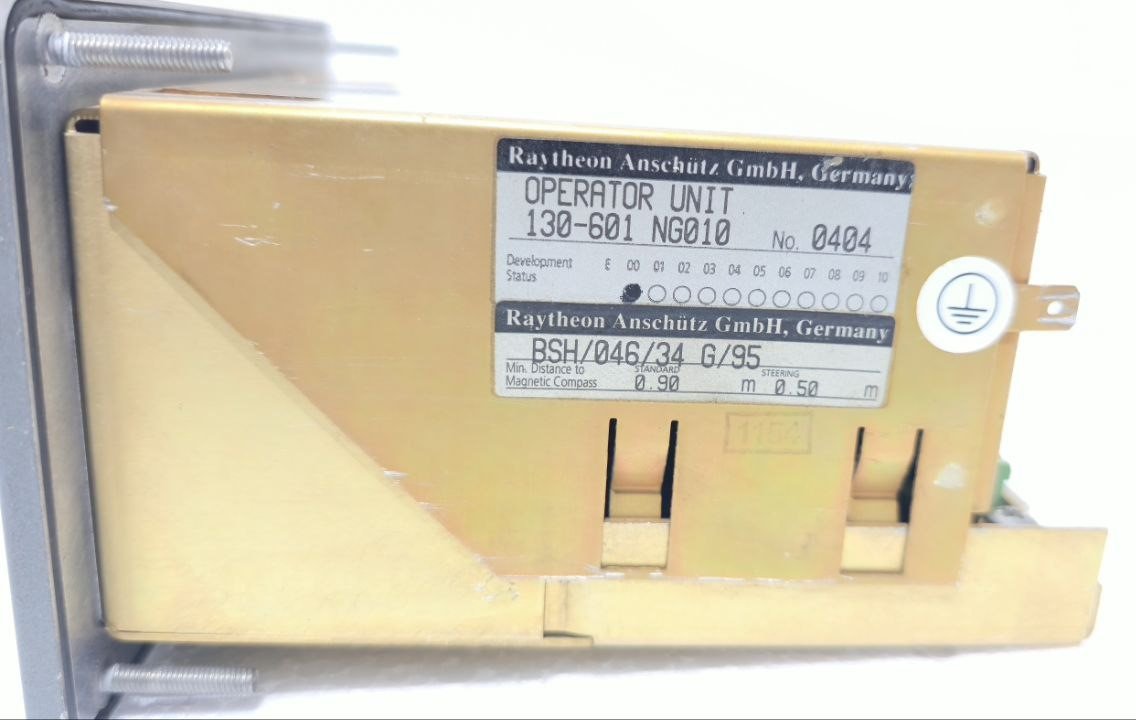 Raytheon Anschütz GmbH, Germany
OPERATOR UNIT
130-601 NG010 No. 0404
Development Status E 00 01 02 03 04 05 06 07 08 09 10
Raytheon Anschütz GmbH, Germany
BSH/046/34 G/95
Min. Distance to Magnetic Compass STANDARD 0.90 m STEERING 0.50 m
1154